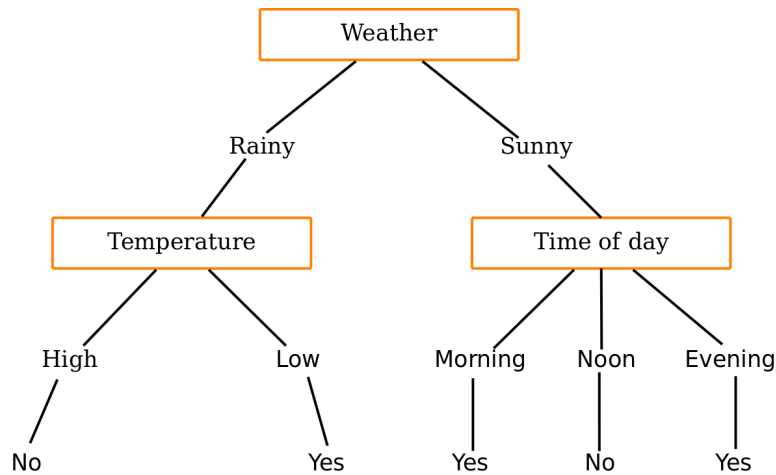 Weather
Rainy
Sunny
Temperature
Time of day
High
Low
Morning
Noon
Evening
No
Yes
Yes
No
Yes